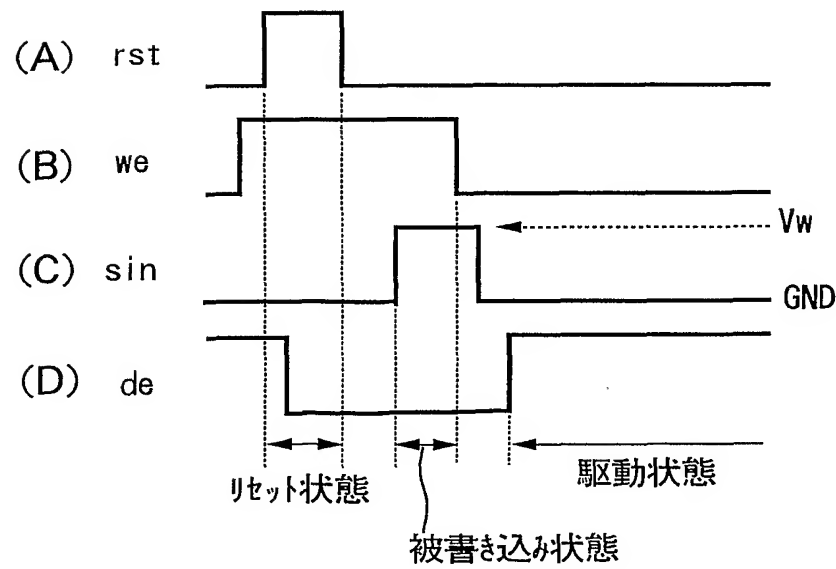 (A) rst
(B) we
Vw
(C) sin
GND
(D) de
ﾘｾｯﾄ状態
駆動状態
被書き込み状態